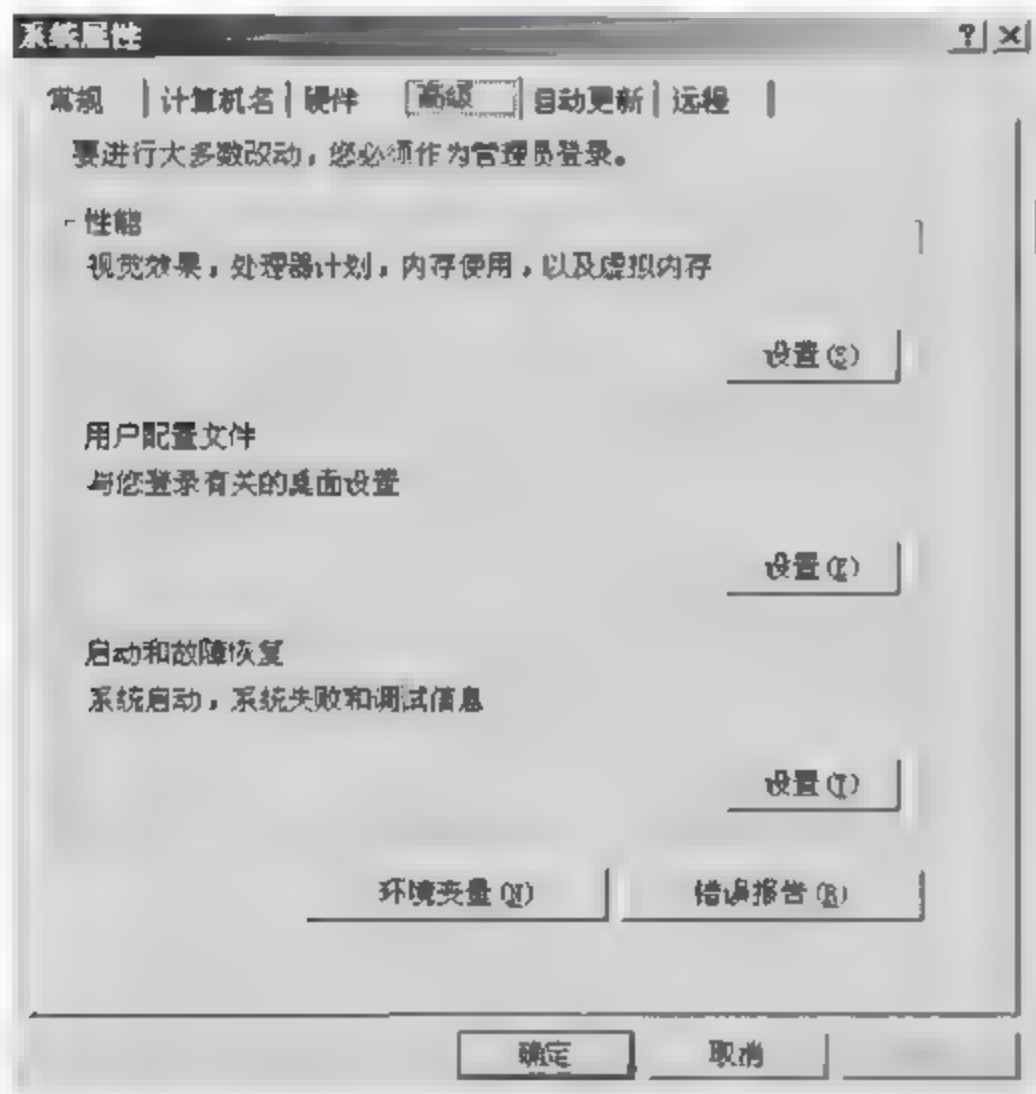 系统属性
常规 计算机名 硬件 高级 自动更新 远程
要进行大多数改动，您必须作为管理员登录。
性能
视觉效果，处理器计划，内存使用，以及虚拟内存
设置(S)
用户配置文件
与您登录有关的桌面设置
设置(E)
启动和故障恢复
系统启动，系统失败和调试信息
设置(T)
环境变量(N) 错误报告(R)
确定 取消